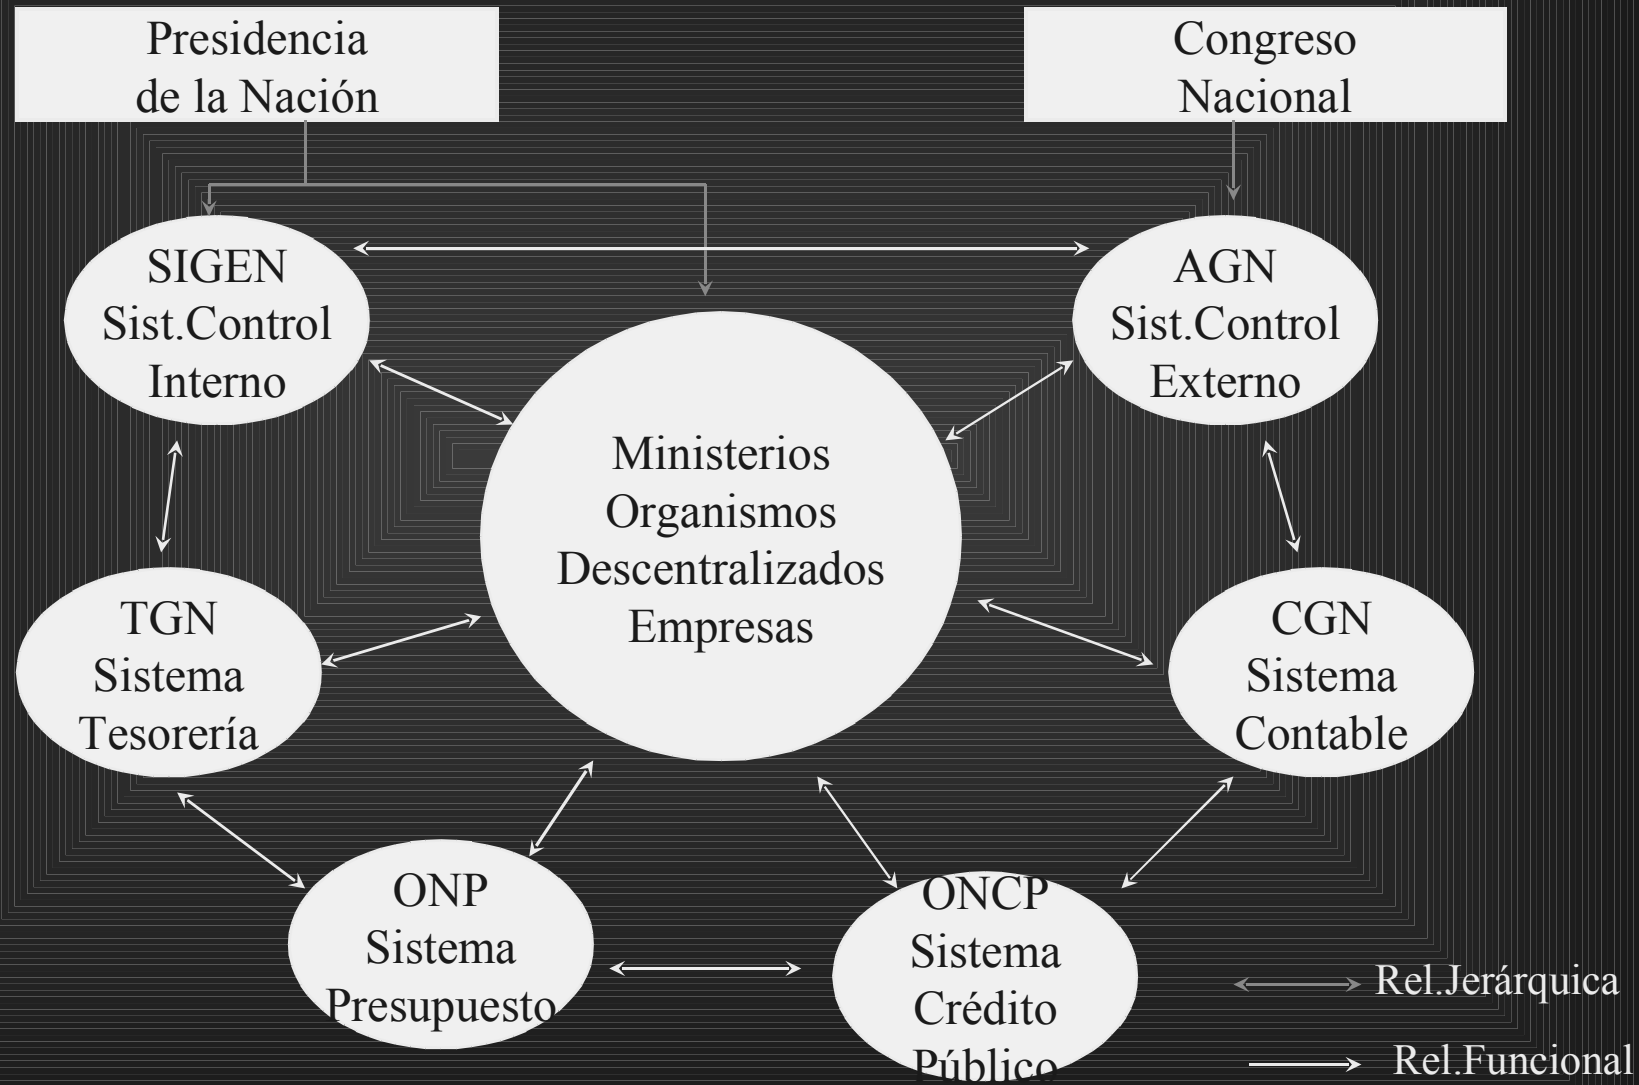 Presidencia
de la Nación
Congreso
Nacional
SIGEN
Sist.Control
Interno
AGN
Sist.Control
Externo
Ministerios
Organismos
Descentralizados
Empresas
TGN
Sistema
Tesorería
CGN
Sistema
Contable
ONP
Sistema
Presupuesto
ONCP
Sistema
Crédito
Público
Rel.Jerárquica
Rel.Funcional